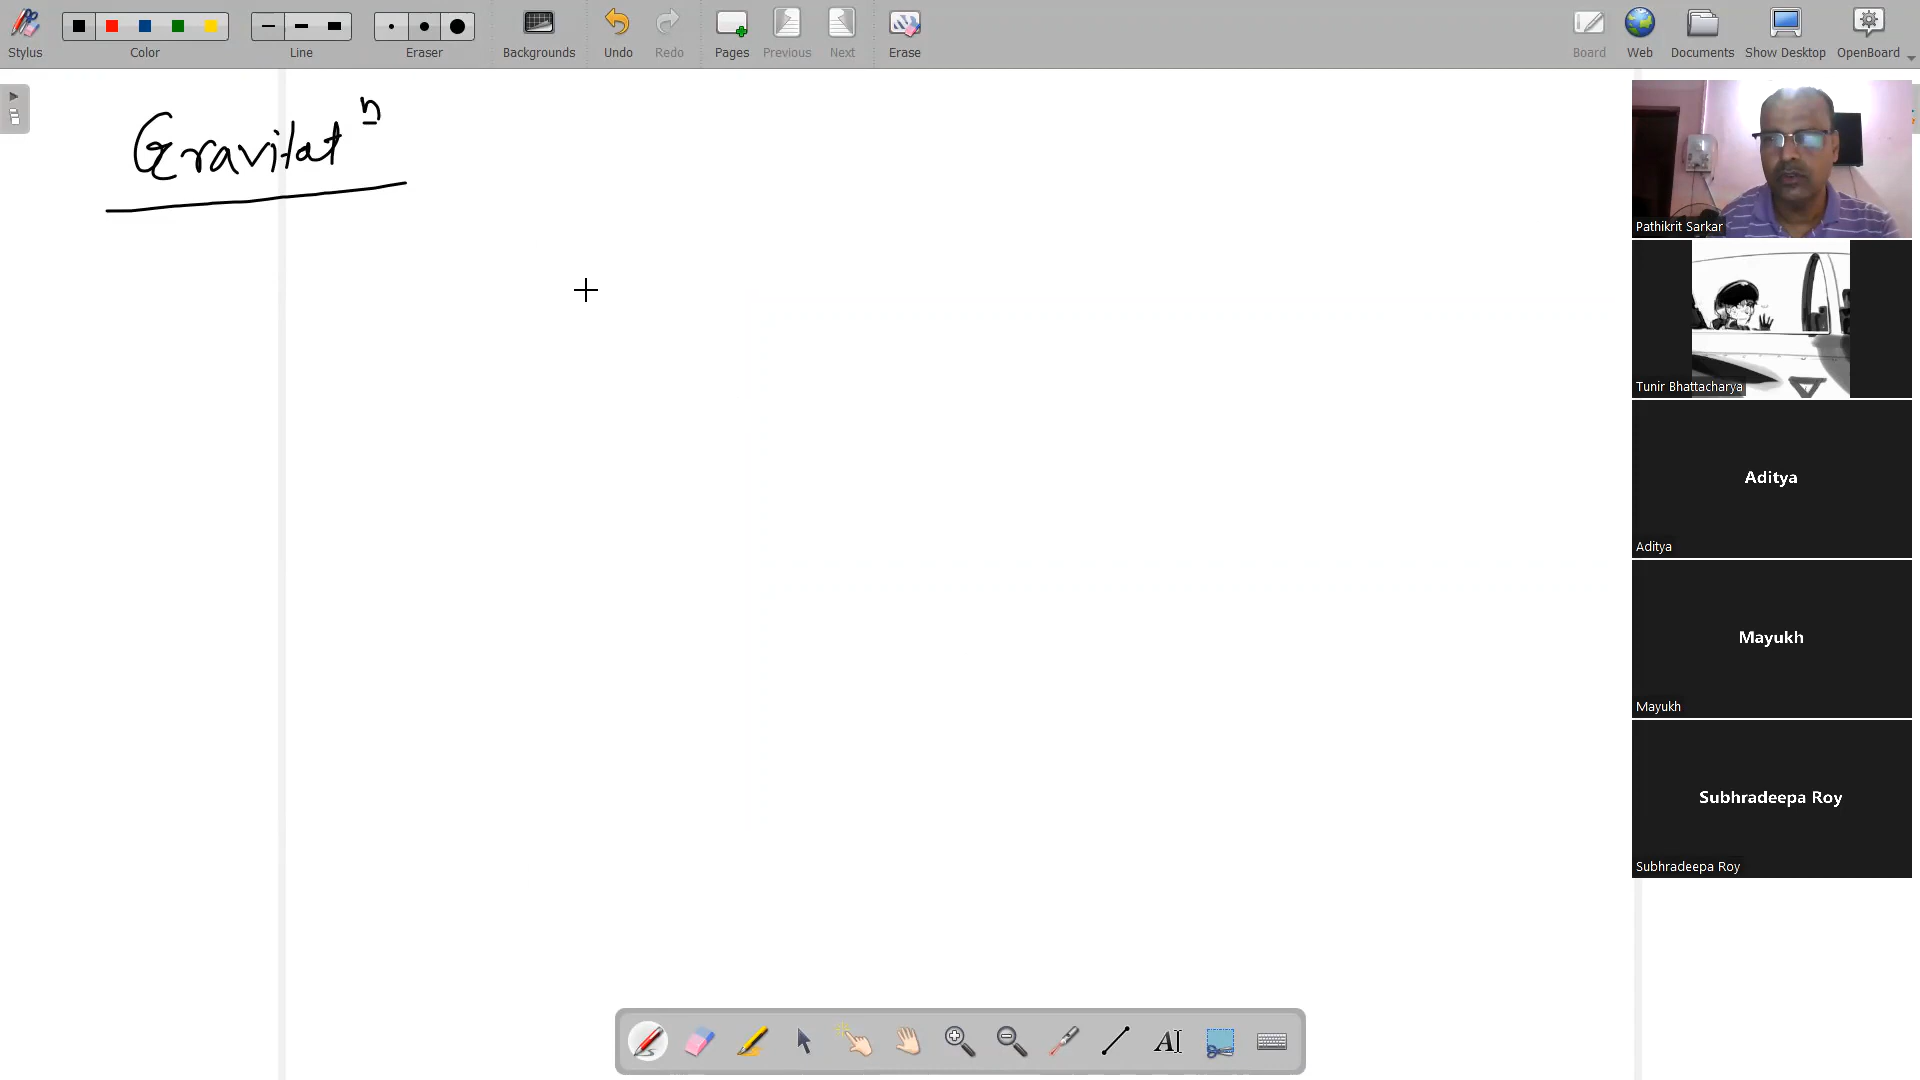 Stylus
Color
Line
Eraser
Backgrounds
Undo
Redo
Pages
Previous
Next
Erase
Board
Web
Documents
Show Desktop
OpenBoard
Gravitatn
Pathikrit Sarkar
Tunir Bhattacharya
Aditya
Aditya
Mayukh
Mayukh
Subhradeepa Roy
Subhradeepa Roy